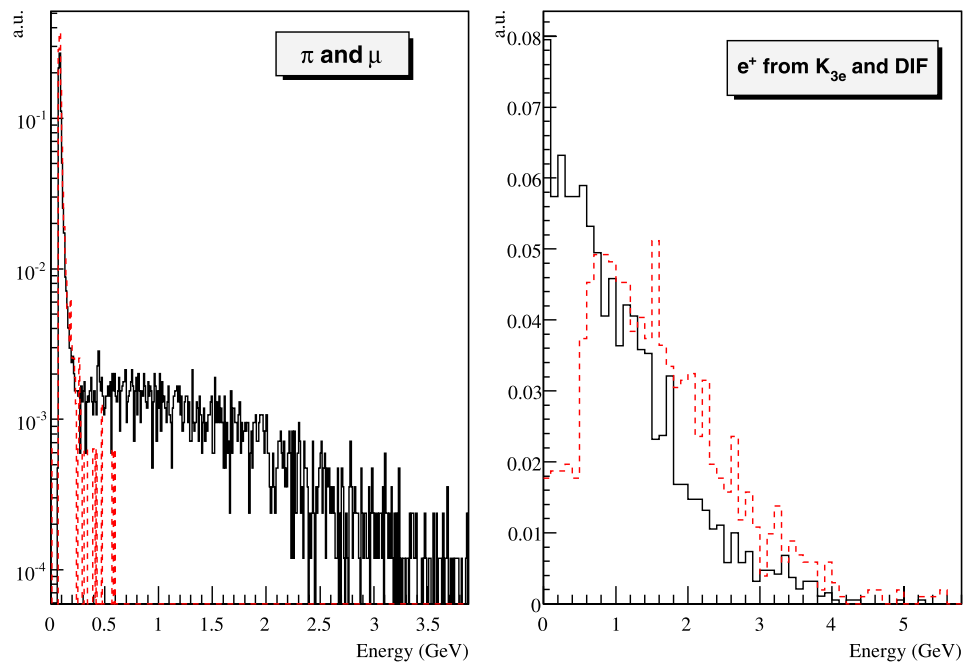 a.u.
π and μ
10⁻¹
10⁻²
10⁻³
10⁻⁴
0 0.5 1 1.5 2 2.5 3 3.5
Energy (GeV)
a.u.
e⁺ from K₃ₑ and DIF
0.08
0.07
0.06
0.05
0.04
0.03
0.02
0.01
0
0 1 2 3 4 5
Energy (GeV)